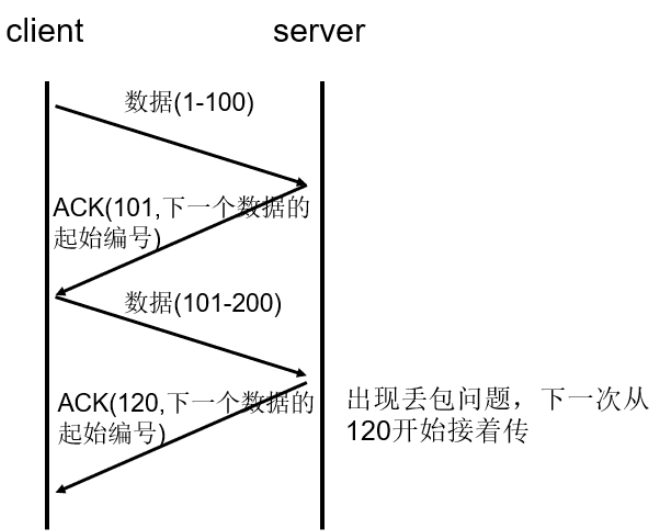 client
server
数据(1-100)
ACK(101,下一个数据的
起始编号)
数据(101-200)
ACK(120,下一个数据的
起始编号)
出现丢包问题，下一次从
120开始接着传